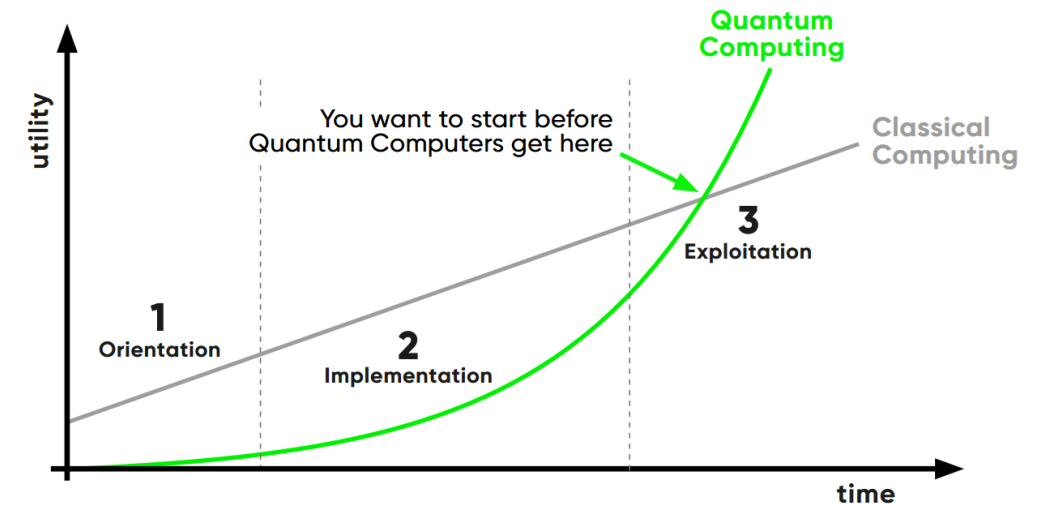 Quantum
Computing
utility
You want to start before
Quantum Computers get here
Classical
Computing
3
Exploitation
1
Orientation
2
Implementation
time